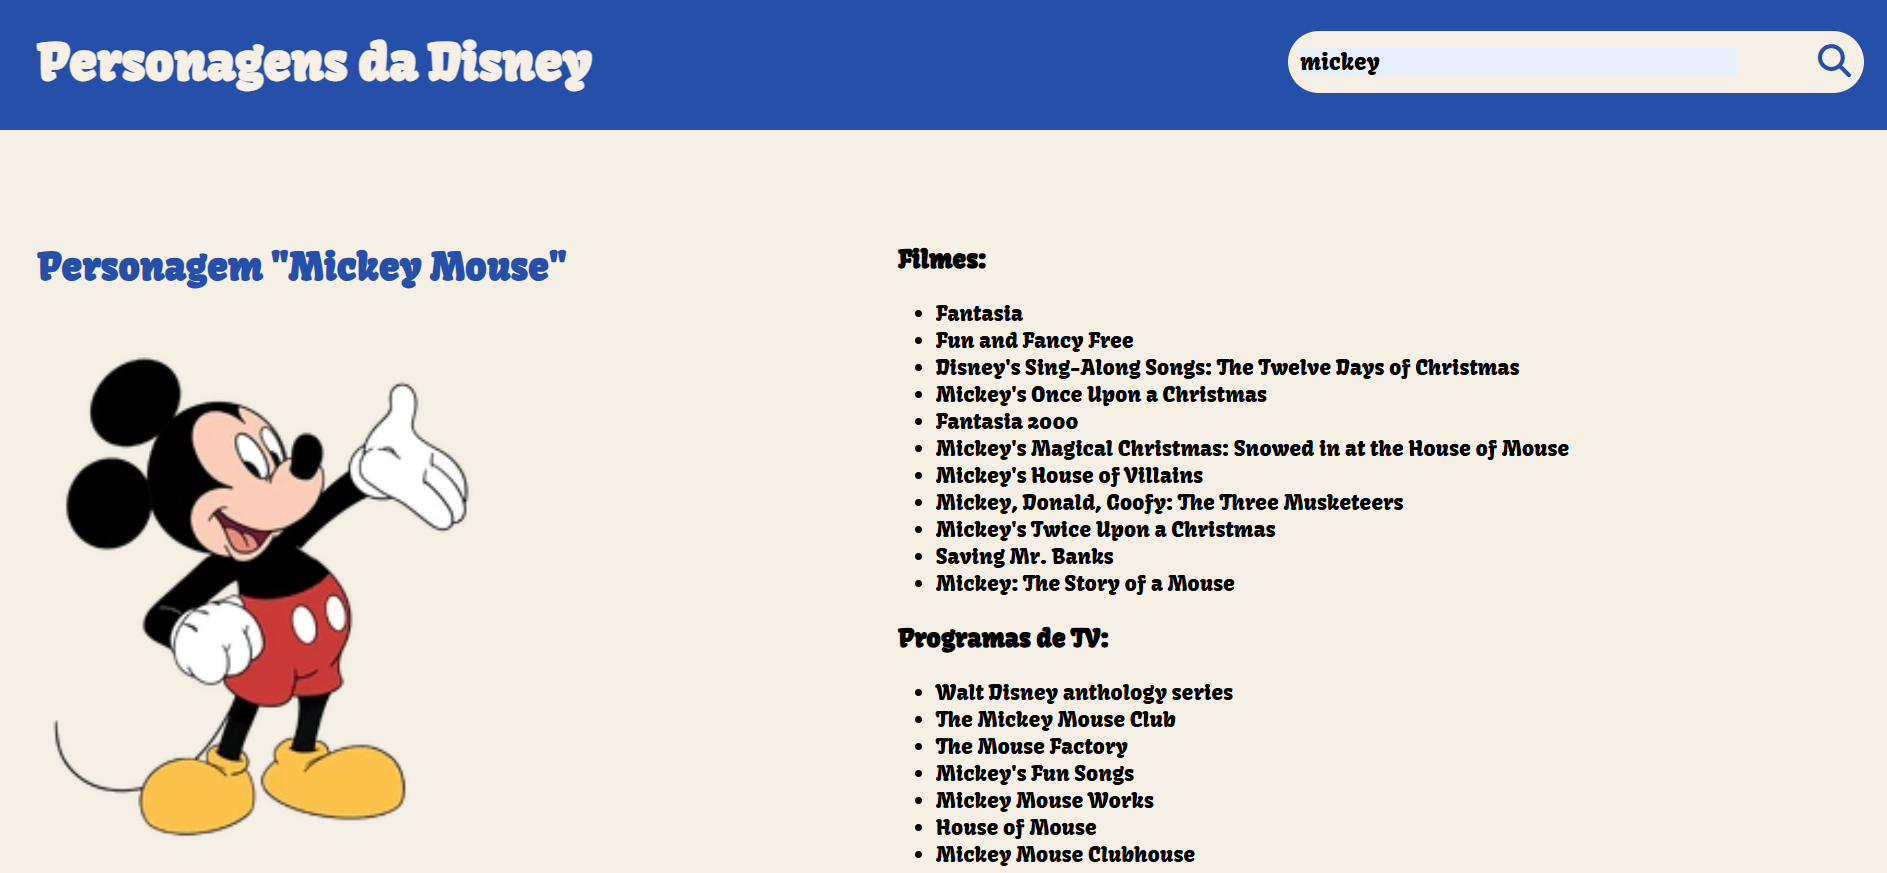 Personagens da Disney
mickey
Personagem "Mickey Mouse"
Filmes:
Fantasia
Fun and Fancy Free
Disney's Sing-Along Songs: The Twelve Days of Christmas
Mickey's Once Upon a Christmas
Fantasia 2000
Mickey's Magical Christmas: Snowed in at the House of Mouse
Mickey's House of Villains
Mickey, Donald, Goofy: The Three Musketeers
Mickey's Twice Upon a Christmas
Saving Mr. Banks
Mickey: The Story of a Mouse
Programas de TV:
Walt Disney anthology series
The Mickey Mouse Club
The Mouse Factory
Mickey's Fun Songs
Mickey Mouse Works
House of Mouse
Mickey Mouse Clubhouse